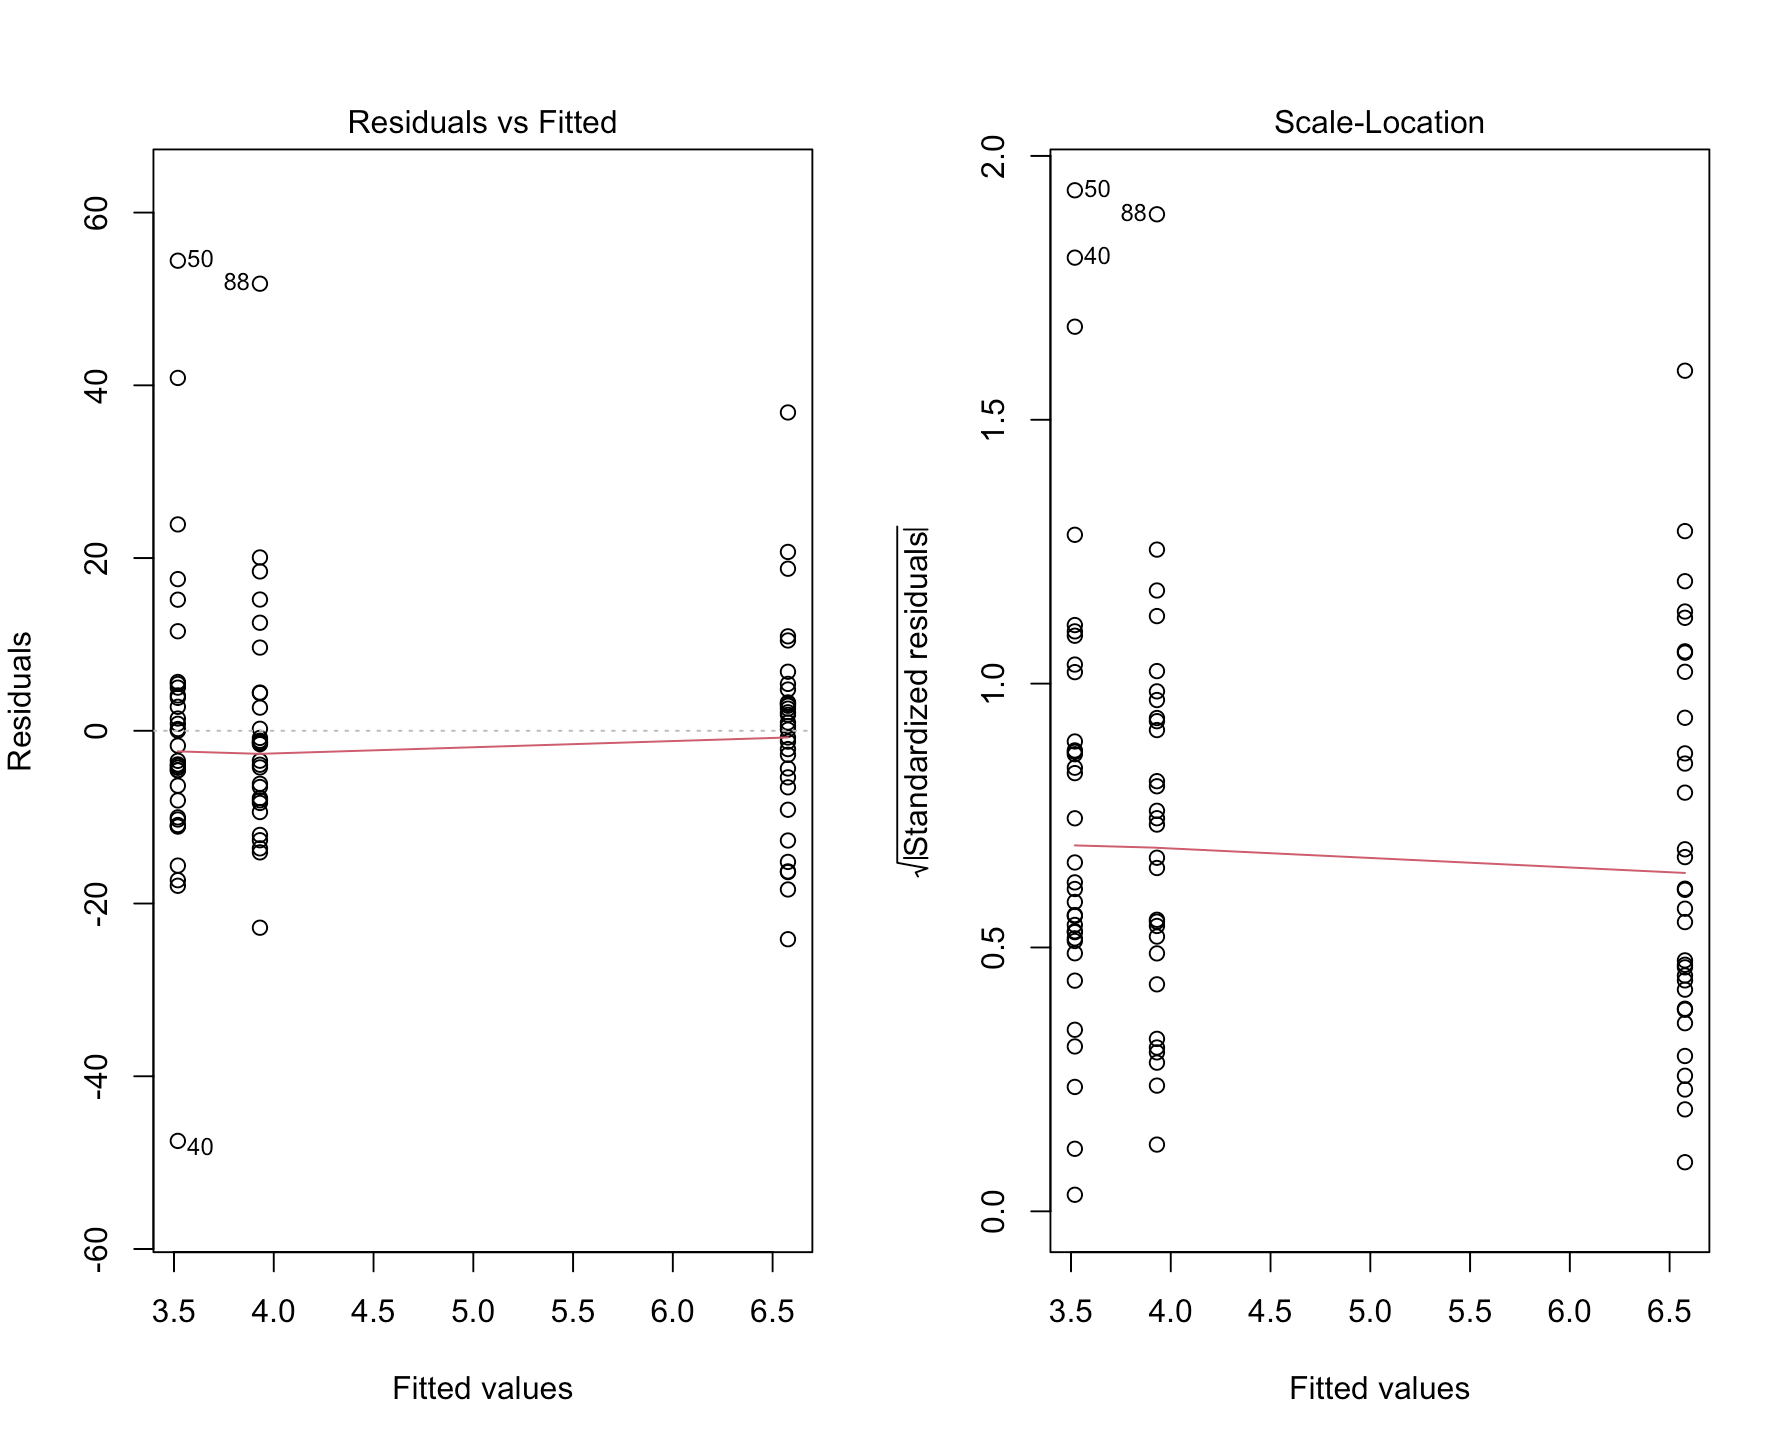 Residuals vs Fitted
Residuals
60
40
20
0
-20
-40
-60
50
88
40
3.5 4.0 4.5 5.0 5.5 6.0 6.5
Fitted values
Scale-Location
√|Standardized residuals|
2.0
1.5
1.0
0.5
0.0
50
88
40
3.5 4.0 4.5 5.0 5.5 6.0 6.5
Fitted values